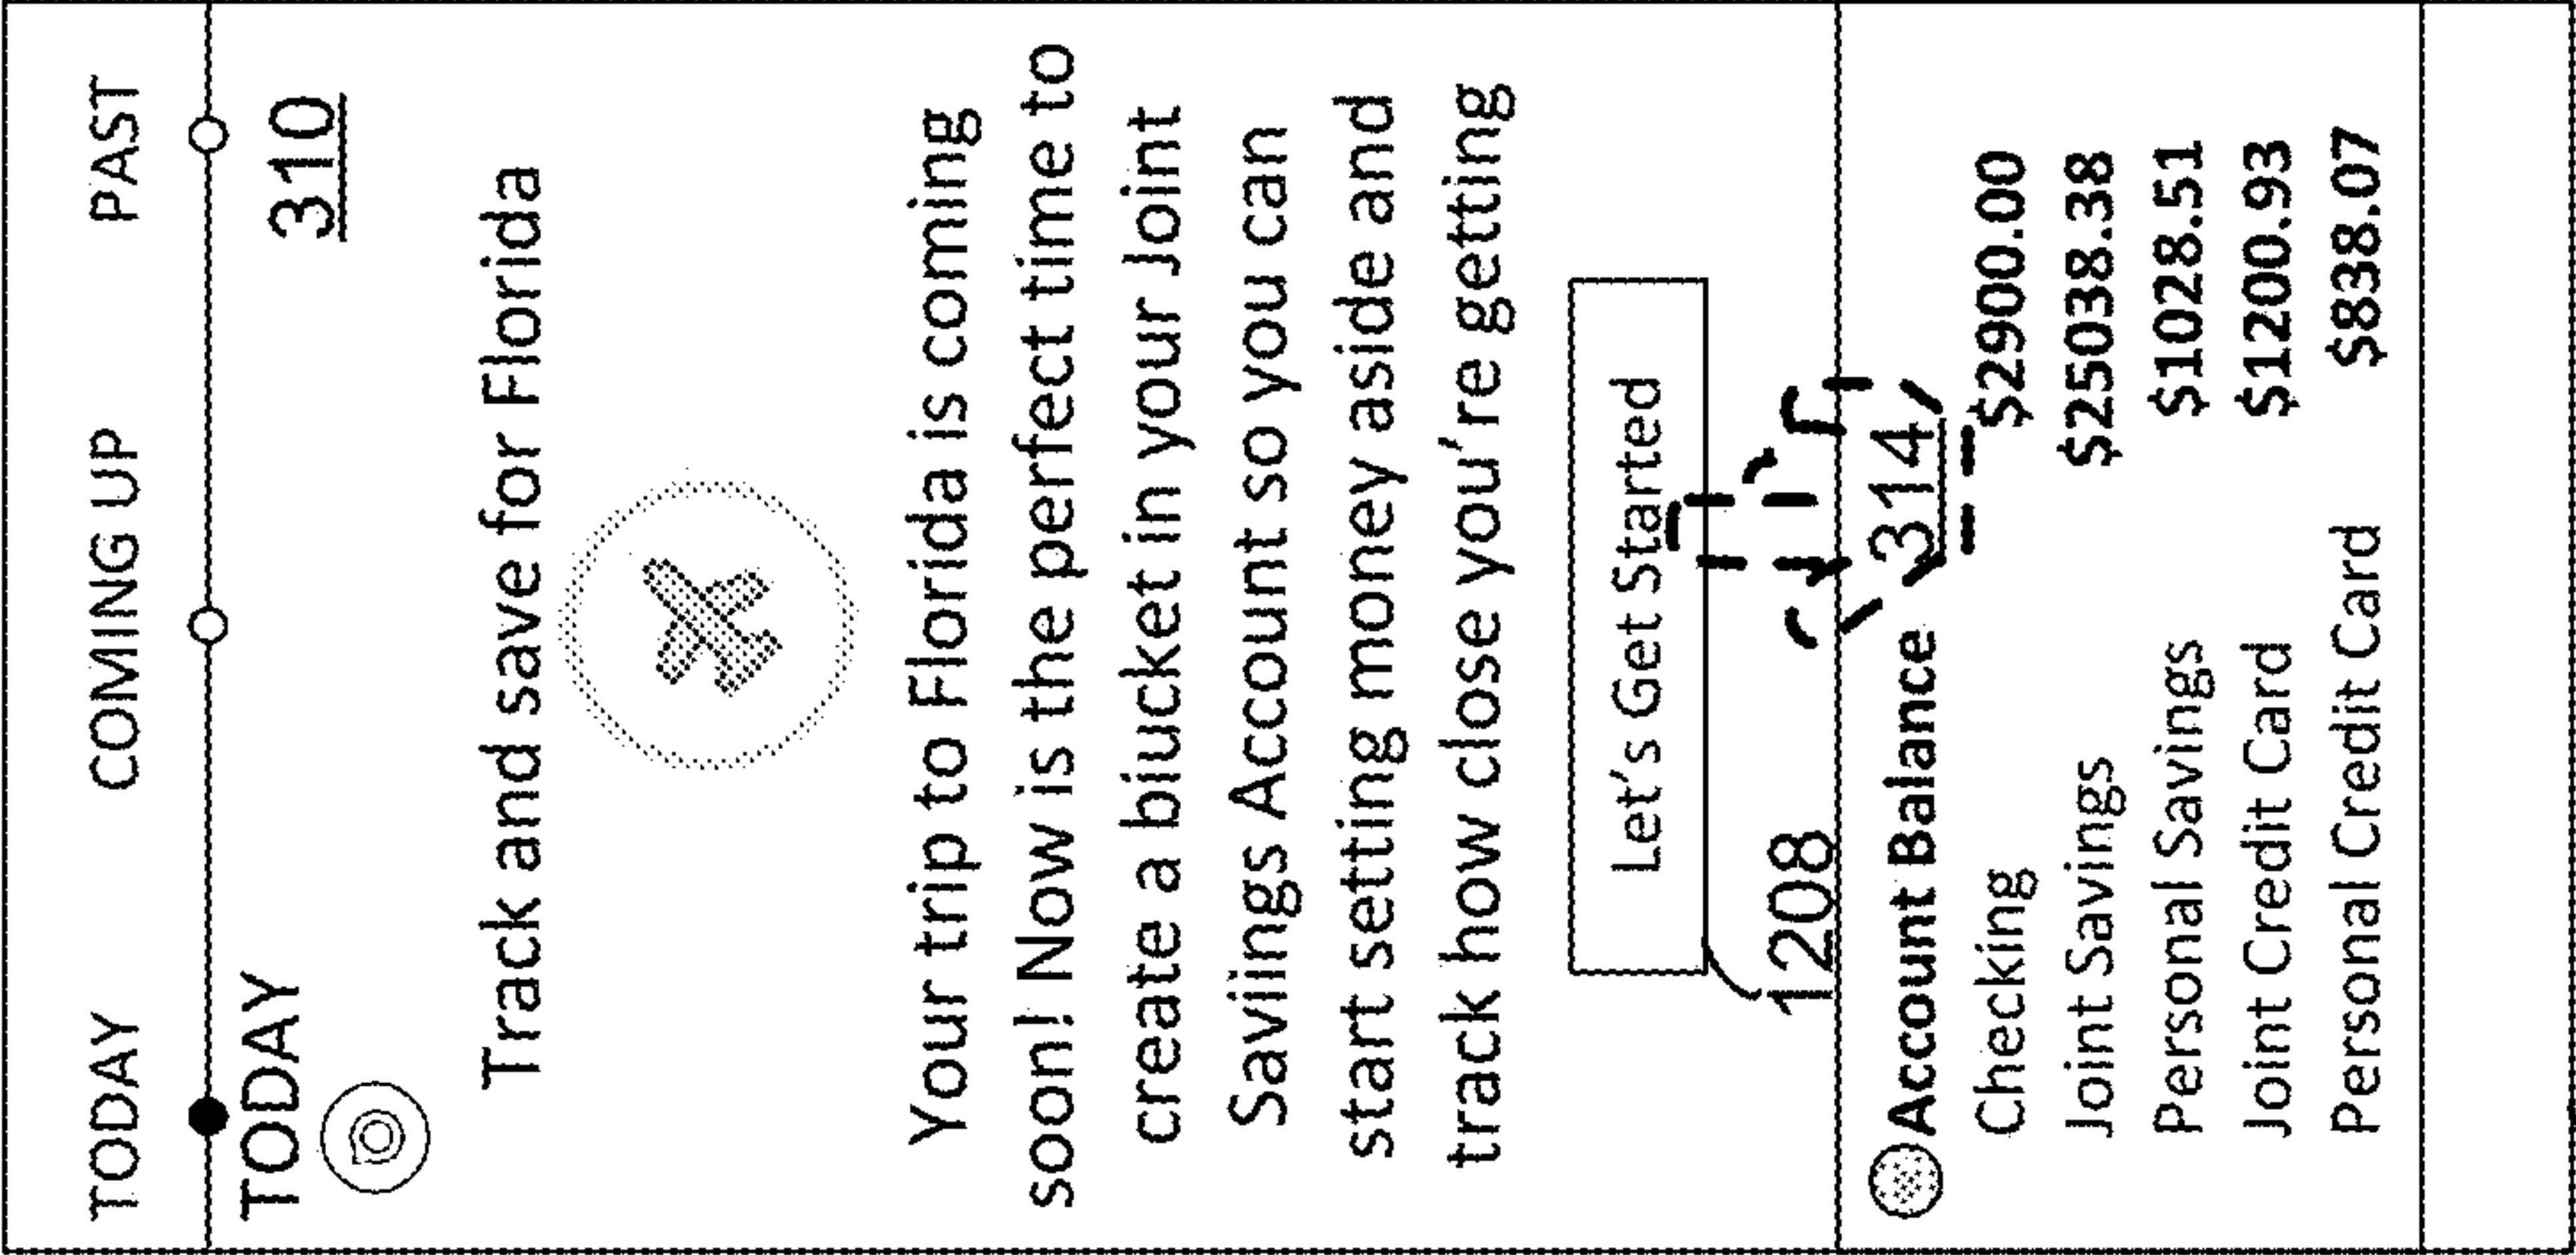 TODAY COMING UP PAST
TODAY 310
Track and save for Florida
Your trip to Florida is coming
soon! Now is the perfect time to
create a biucket in your Joint
Saviings Account so you can
start setting money aside and
track how close you're getting
Let's Get Started
1208
314
Account Balance
Checking $2900.00
Joint Savings $25038.38
Personal Savings $1028.51
Joint Credit Card $1200.93
Personal Credit Card $838.07